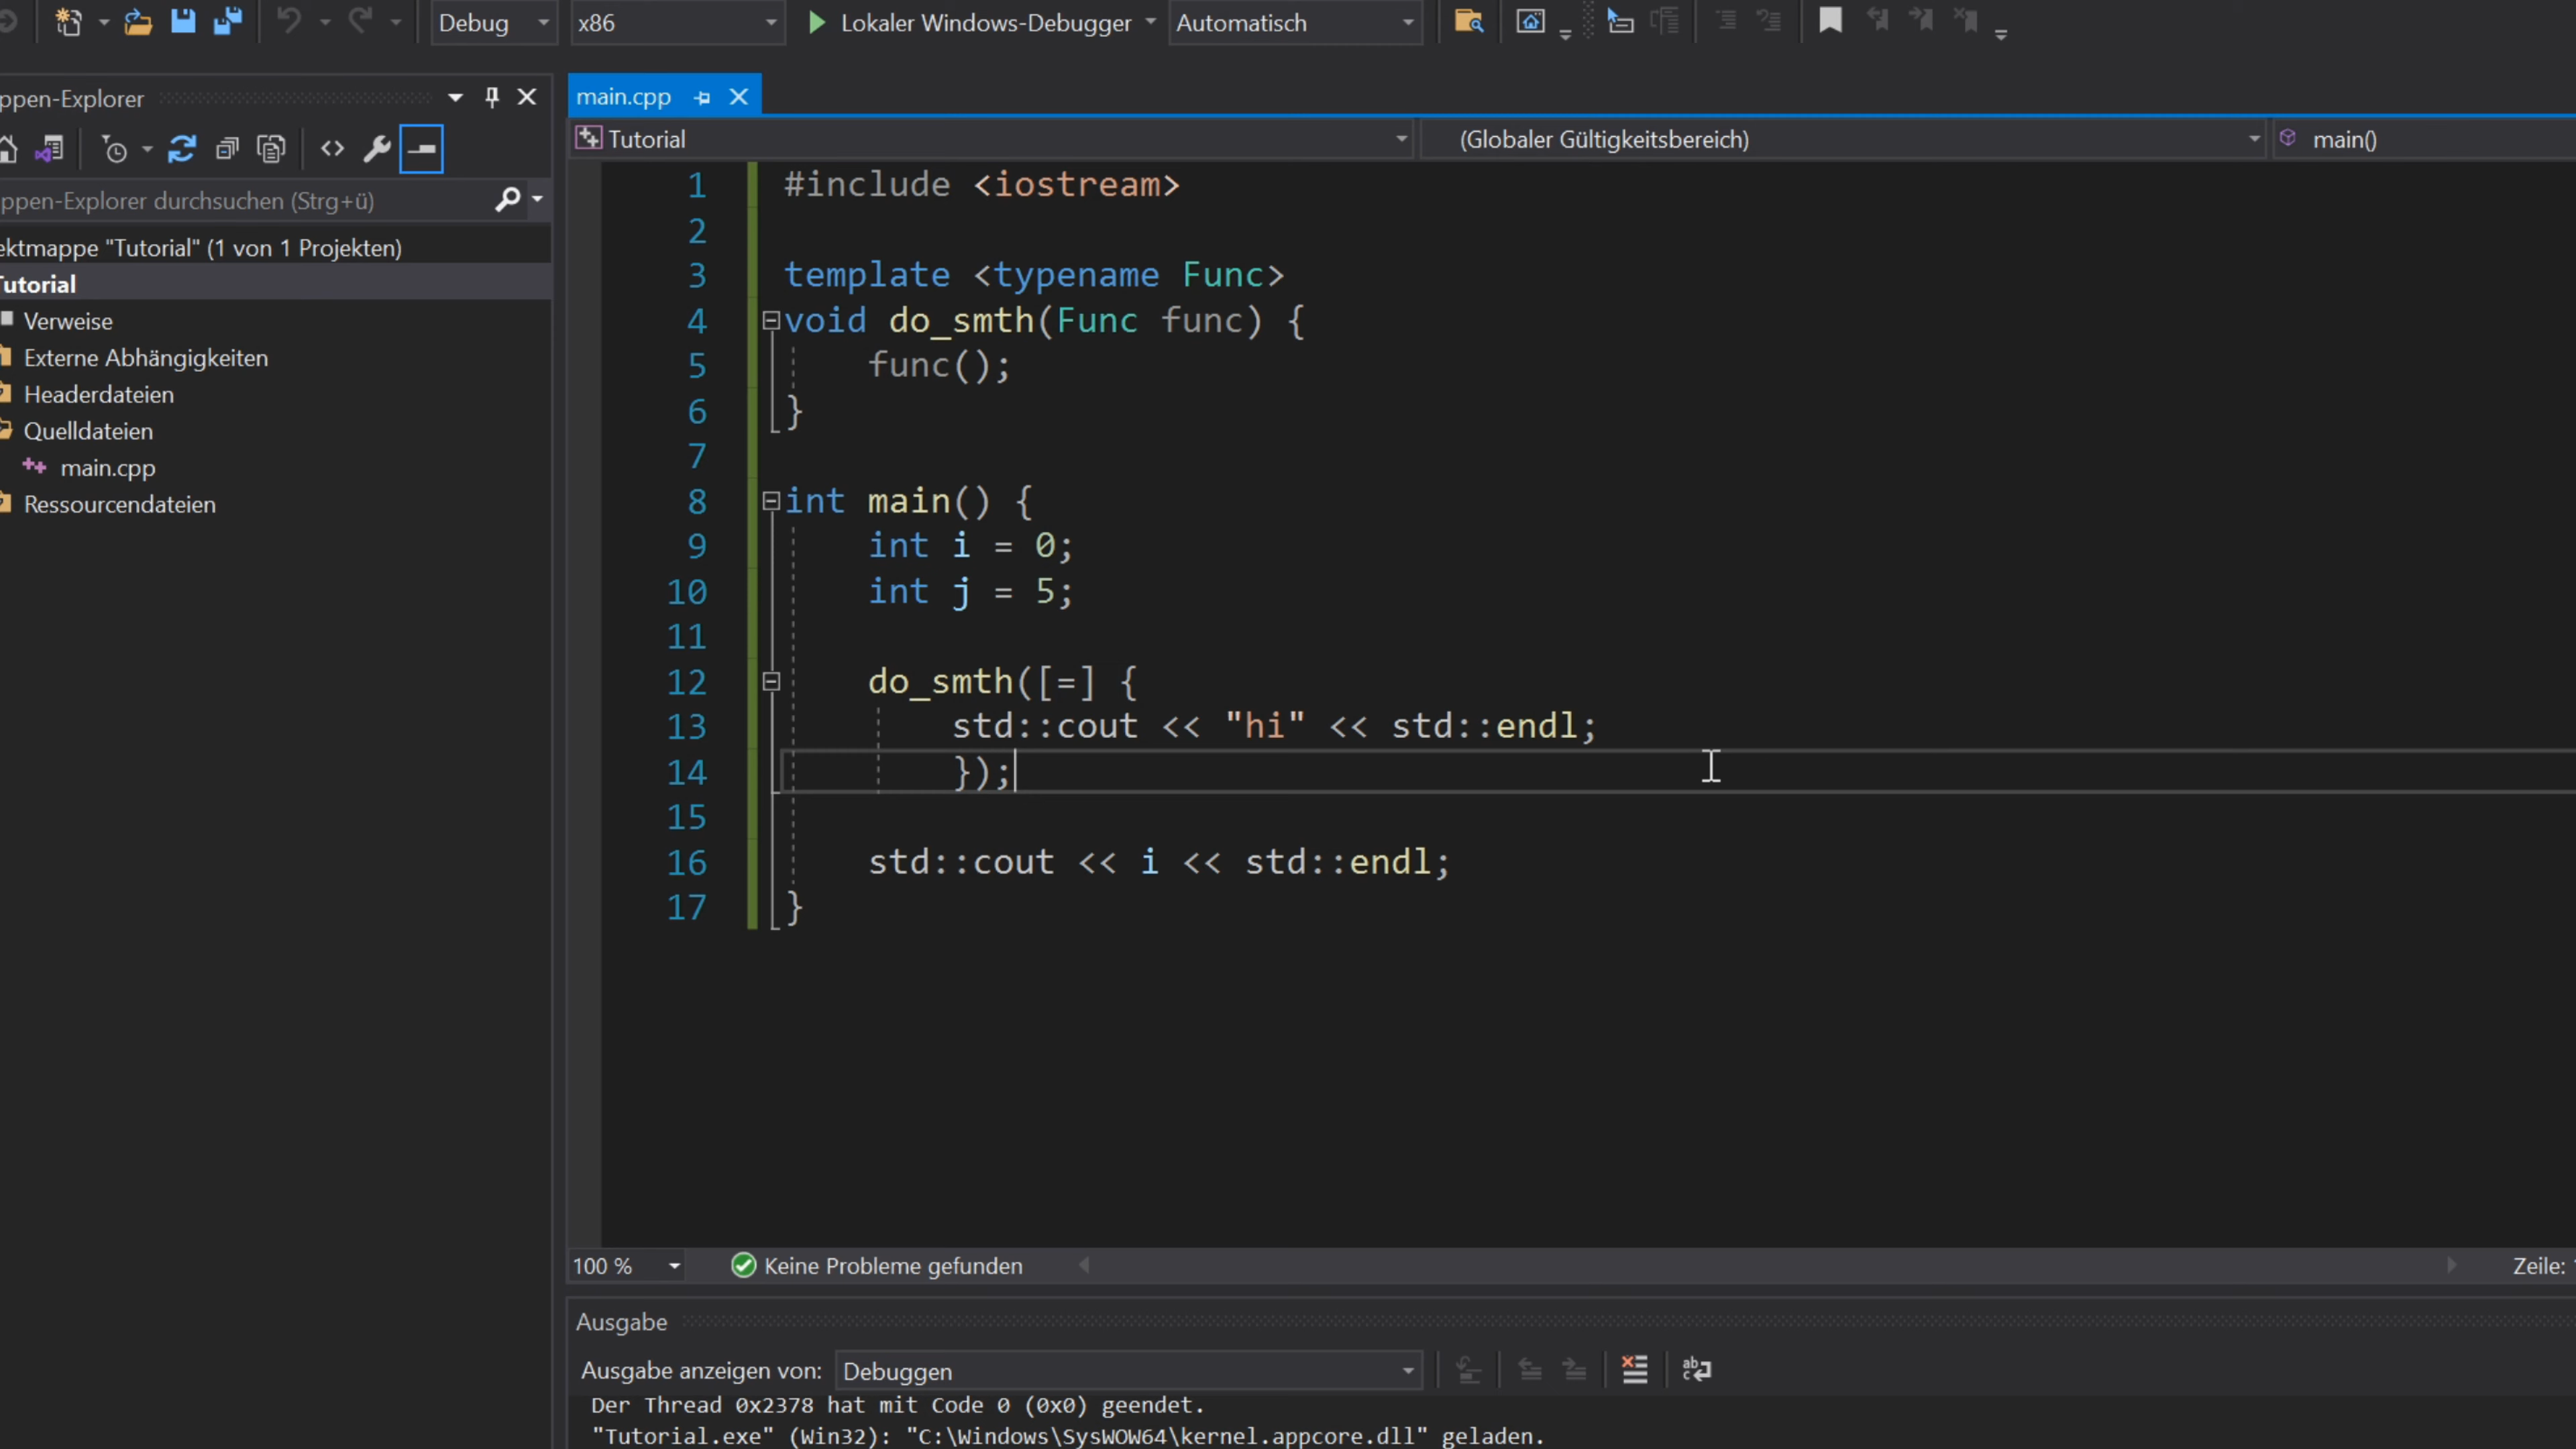 Debug x86 Lokaler Windows-Debugger Automatisch
ppen-Explorer
ppen-Explorer durchsuchen (Strg+ü)
ektmappe "Tutorial" (1 von 1 Projekten)
Tutorial
Verweise
Externe Abhängigkeiten
Headerdateien
Quelldateien
main.cpp
Ressourcendateien
main.cpp
Tutorial (Globaler Gültigkeitsbereich) main()
1 #include <iostream>
2
3 template <typename Func>
4 void do_smth(Func func) {
5 func();
6 }
7
8 int main() {
9 int i = 0;
10 int j = 5;
11
12 do_smth([=] {
13 std::cout << "hi" << std::endl;
14 });
15
16 std::cout << i << std::endl;
17 }
100 % Keine Probleme gefunden Zeile:
Ausgabe
Ausgabe anzeigen von: Debuggen
Der Thread 0x2378 hat mit Code 0 (0x0) geendet.
"Tutorial.exe" (Win32): "C:\Windows\SysWOW64\kernel.appcore.dll" geladen.